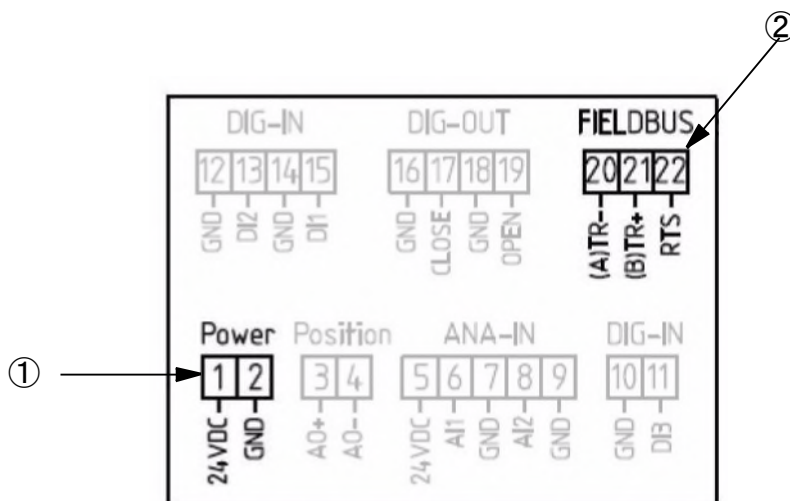 ②
DIG-IN DIG-OUT FIELDBUS
12 13 14 15 16 17 18 19 20 21 22
GND DI2 GND DI1 GND CLOSE GND OPEN (A)TR- (B)TR+ RTS
Power Position ANA-IN DIG-IN
① 1 2 3 4 5 6 7 8 9 10 11
24VDC GND AO+ AO- 24VDC AI1 GND AI2 GND GND DI3